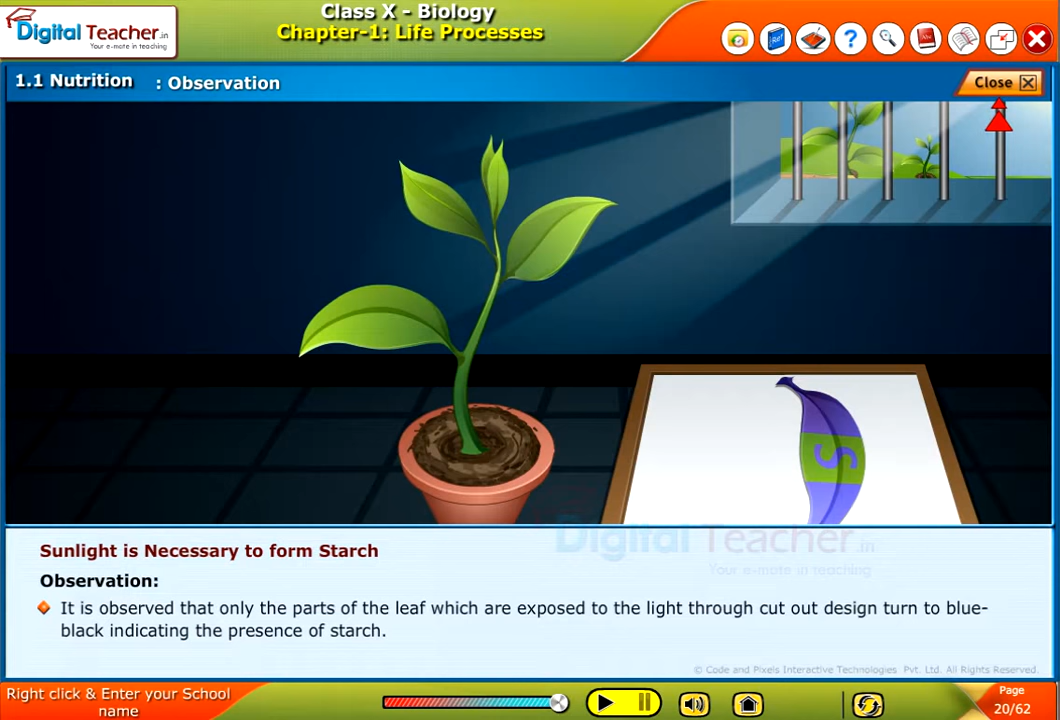 Digital Teacher.in
Your e-mate in teaching
Class X - Biology
Chapter-1: Life Processes
Ref
?
Abc
1.1 Nutrition : Observation
Close
S
Digital Teacher.in
Your e-mate in teaching
Sunlight is Necessary to form Starch
Observation:
It is observed that only the parts of the leaf which are exposed to the light through cut out design turn to blue-
black indicating the presence of starch.
© Code and Pixels Interactive Technologies Pvt. Ltd. All Rights Reserved.
Right click & Enter your School
name
Page
20/62